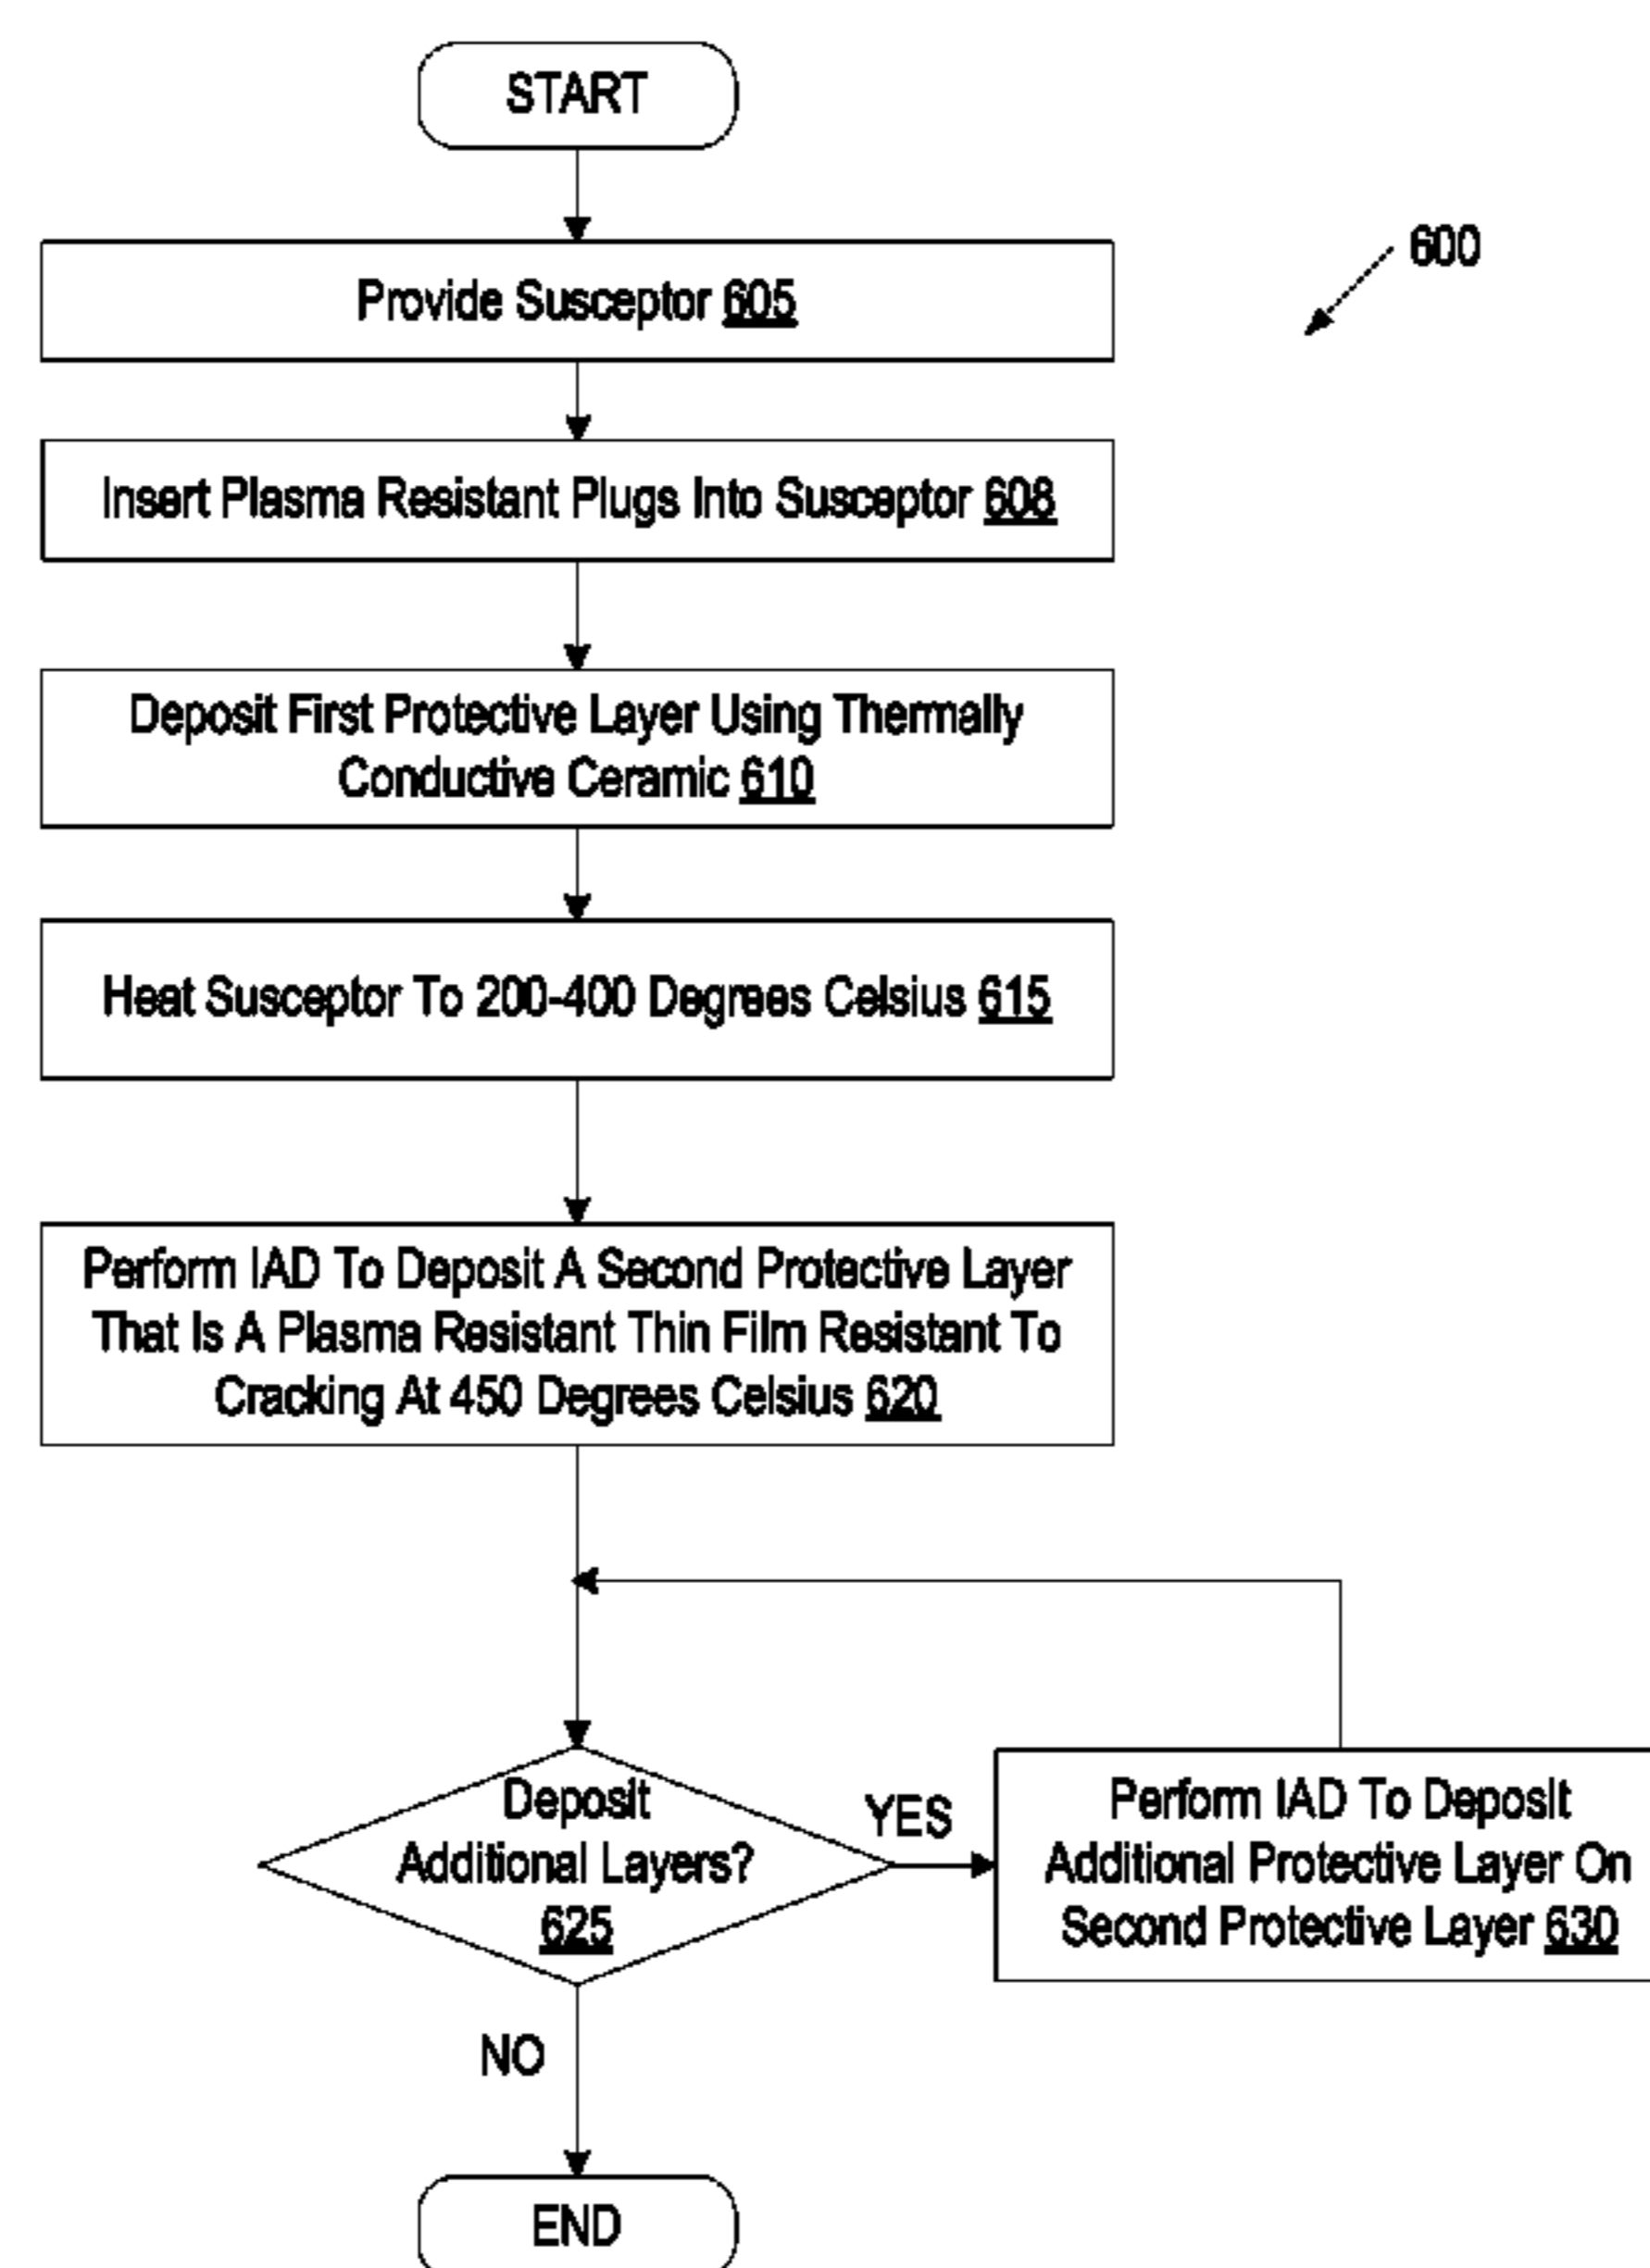 START
600
Provide Susceptor 605
Insert Plasma Resistant Plugs Into Susceptor 608
Deposit First Protective Layer Using Thermally
Conductive Ceramic 610
Heat Susceptor To 200-400 Degrees Celsius 615
Perform IAD To Deposit A Second Protective Layer
That Is A Plasma Resistant Thin Film Resistant To
Cracking At 450 Degrees Celsius 620
Deposit
Additional Layers?
625
YES
Perform IAD To Deposit
Additional Protective Layer On
Second Protective Layer 630
NO
END